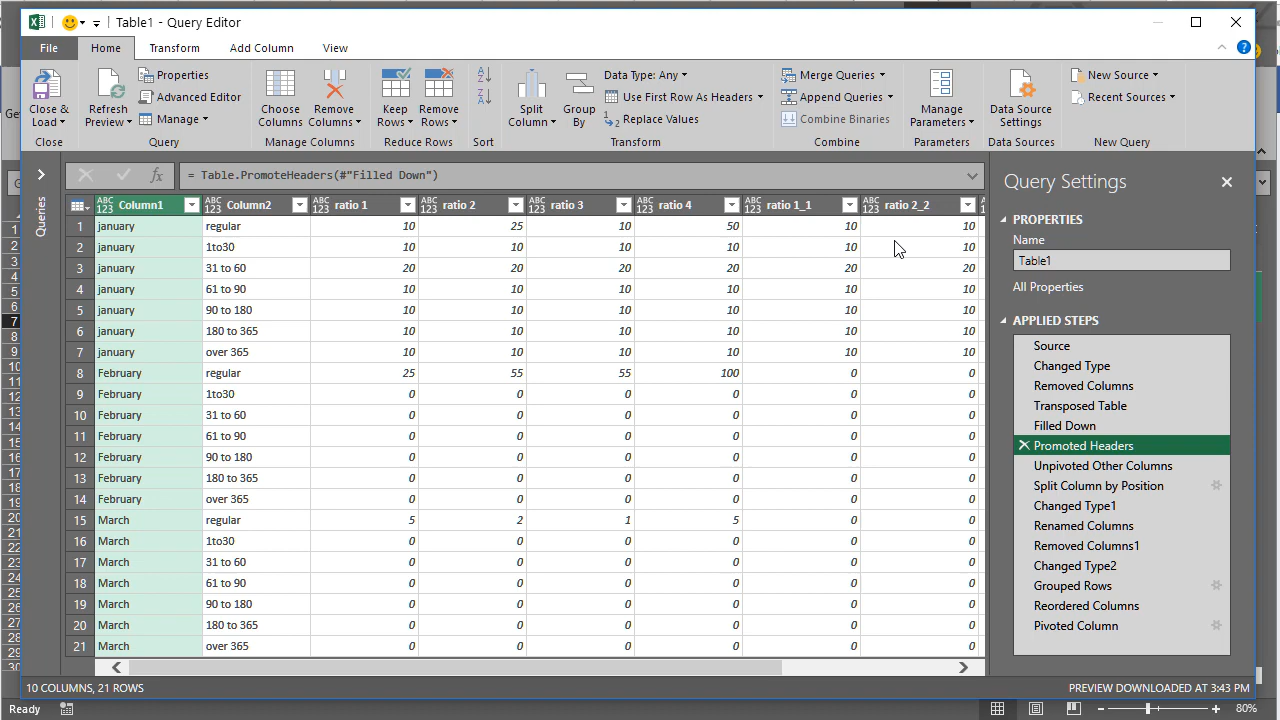 Table1 - Query Editor
File Home Transform Add Column View
Close & Load
Refresh Preview
Properties
Advanced Editor
Manage
Choose Columns
Remove Columns
Keep Rows
Remove Rows
Split Column
Group By
Data Type: Any
Use First Row As Headers
Replace Values
Merge Queries
Append Queries
Combine Binaries
Manage Parameters
Data Source Settings
New Source
Recent Sources
Close Query Manage Columns Reduce Rows Sort Transform Combine Parameters Data Sources New Query
Queries
fx = Table.PromoteHeaders(#"Filled Down")
ABC 123 Column1 ABC 123 Column2 ABC 123 ratio 1 ABC 123 ratio 2 ABC 123 ratio 3 ABC 123 ratio 4 ABC 123 ratio 1_1 ABC 123 ratio 2_2
1 january regular 10 25 10 50 10 10
2 january 1to30 10 10 10 10 10 10
3 january 31 to 60 20 20 20 20 20 20
4 january 61 to 90 10 10 10 10 10 10
5 january 90 to 180 10 10 10 10 10 10
6 january 180 to 365 10 10 10 10 10 10
7 january over 365 10 10 10 10 10 10
8 February regular 25 55 55 100 0 0
9 February 1to30 0 0 0 0 0 0
10 February 31 to 60 0 0 0 0 0 0
11 February 61 to 90 0 0 0 0 0 0
12 February 90 to 180 0 0 0 0 0 0
13 February 180 to 365 0 0 0 0 0 0
14 February over 365 0 0 0 0 0 0
15 March regular 5 2 1 5 0 0
16 March 1to30 0 0 0 0 0 0
17 March 31 to 60 0 0 0 0 0 0
18 March 61 to 90 0 0 0 0 0 0
19 March 90 to 180 0 0 0 0 0 0
20 March 180 to 365 0 0 0 0 0 0
21 March over 365 0 0 0 0 0 0
Query Settings
PROPERTIES
Name
Table1
All Properties
APPLIED STEPS
Source
Changed Type
Removed Columns
Transposed Table
Filled Down
Promoted Headers
Unpivoted Other Columns
Split Column by Position
Changed Type1
Renamed Columns
Removed Columns1
Changed Type2
Grouped Rows
Reordered Columns
Pivoted Column
10 COLUMNS, 21 ROWS
PREVIEW DOWNLOADED AT 3:43 PM
Ready
80%